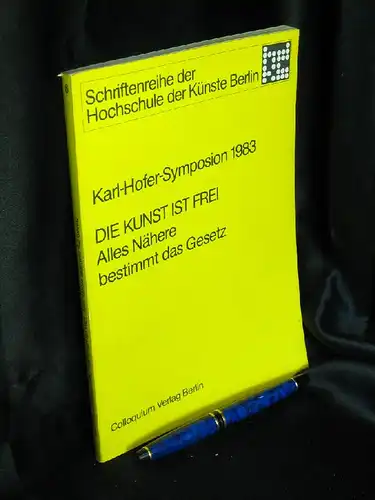 Schriftenreihe der
Hochschule der Künste Berlin
Karl-Hofer-Symposion 1983
DIE KUNST IST FREI
Alles Nähere
bestimmt das Gesetz
Colloquium Verlag Berlin